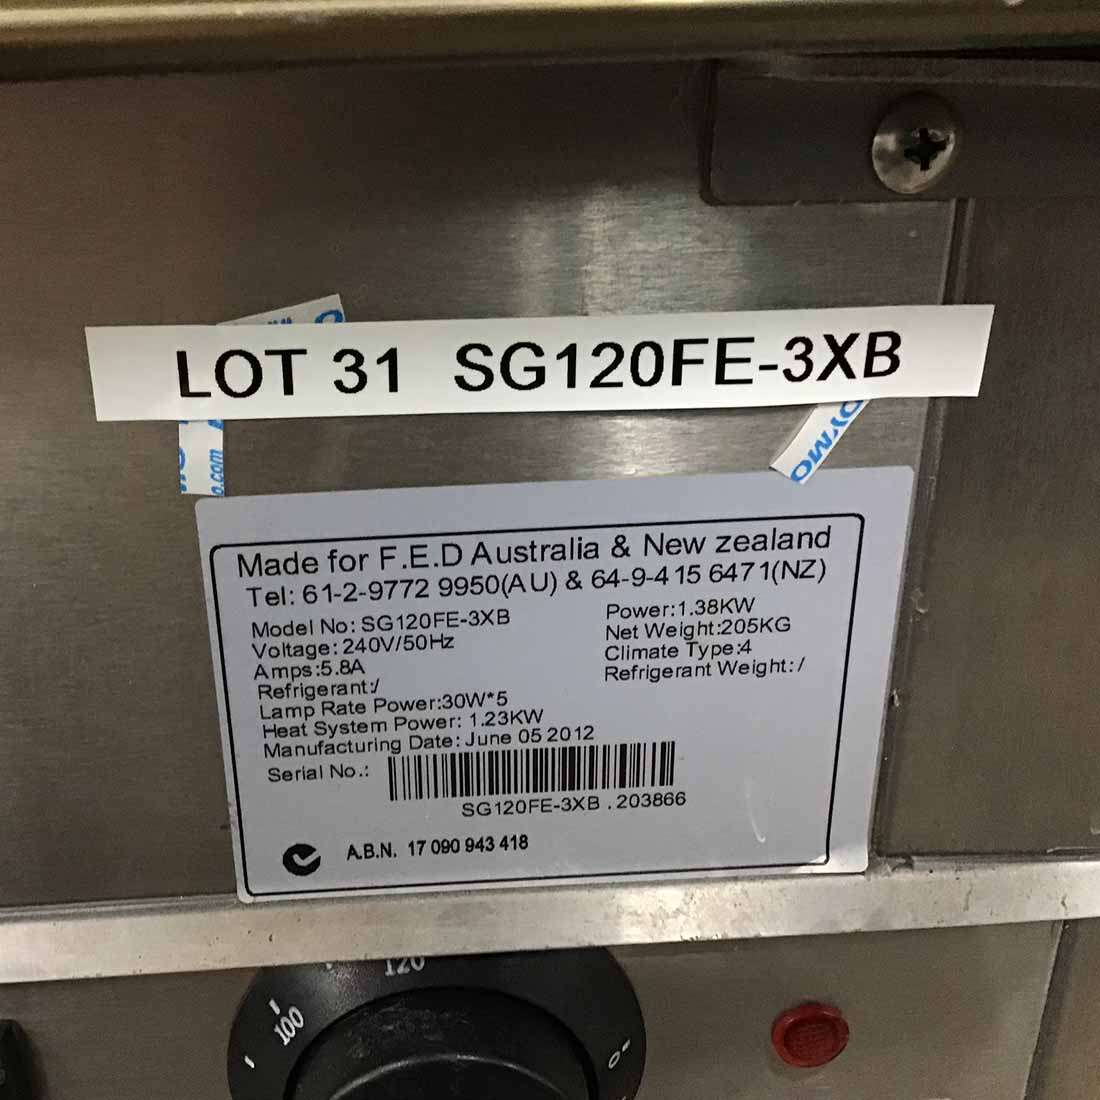 LOT 31 SG120FE-3XB
DYMO
o.com
Made for F.E.D Australia & New zealand
Tel: 61-2-9772 9950(AU) & 64-9-415 6471(NZ)
Model No: SG120FE-3XB
Power:1.38KW
Voltage: 240V/50Hz
Net Weight:205KG
Amps:5.8A
Climate Type:4
Refrigerant:/
Refrigerant Weight:/
Lamp Rate Power:30W*5
Heat System Power: 1.23KW
Manufacturing Date: June 05 2012
Serial No.:
SG120FE-3XB . 203866
A.B.N. 17 090 943 418
120
100
0